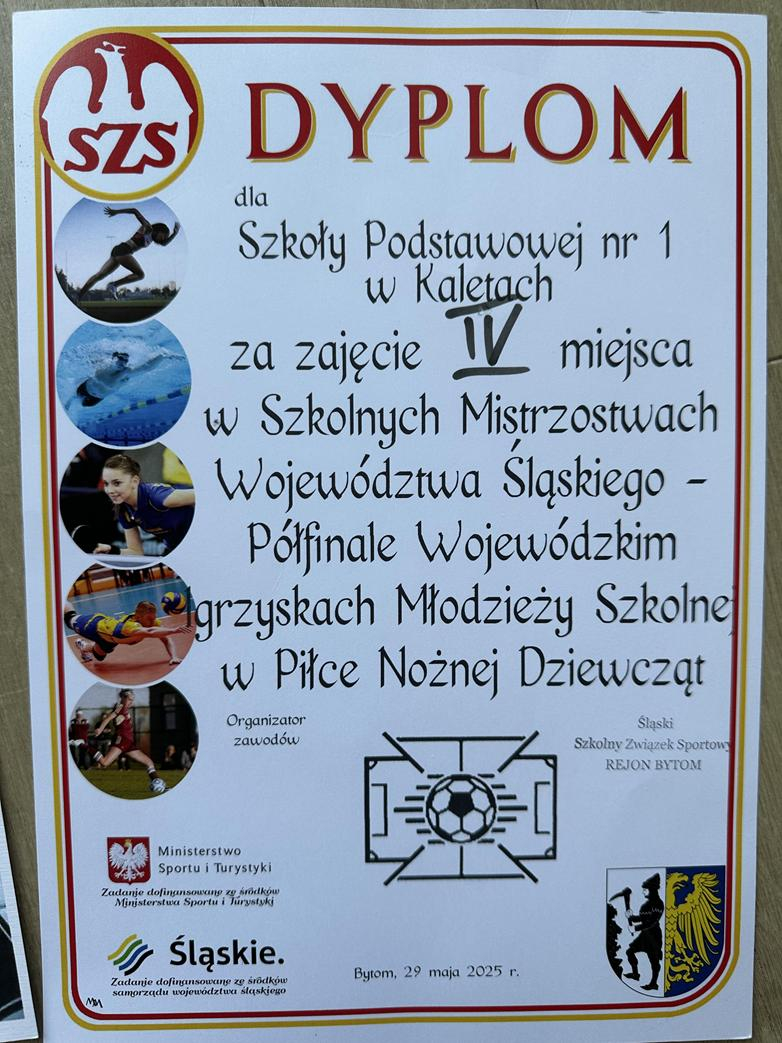 SZS
DYPLOM
dla
Szkoły Podstawowej nr 1
w Kaletach
za zajęcie IV miejsca
w Szkolnych Mistrzostwach
Województwa Śląskiego -
Półfinale Wojewódzkim
Igrzyskach Młodzieży Szkolnej
w Piłce Nożnej Dziewcząt
Organizator
zawodów
Śląski
Szkolny Związek Sportowy
REJON BYTOM
Ministerstwo
Sportu i Turystyki
Zadanie dofinansowane ze środków
Ministerstwa Sportu i Turystyki
Śląskie.
Zadanie dofinansowane ze środków
samorządu województwa śląskiego
Bytom, 29 maja 2025 r.